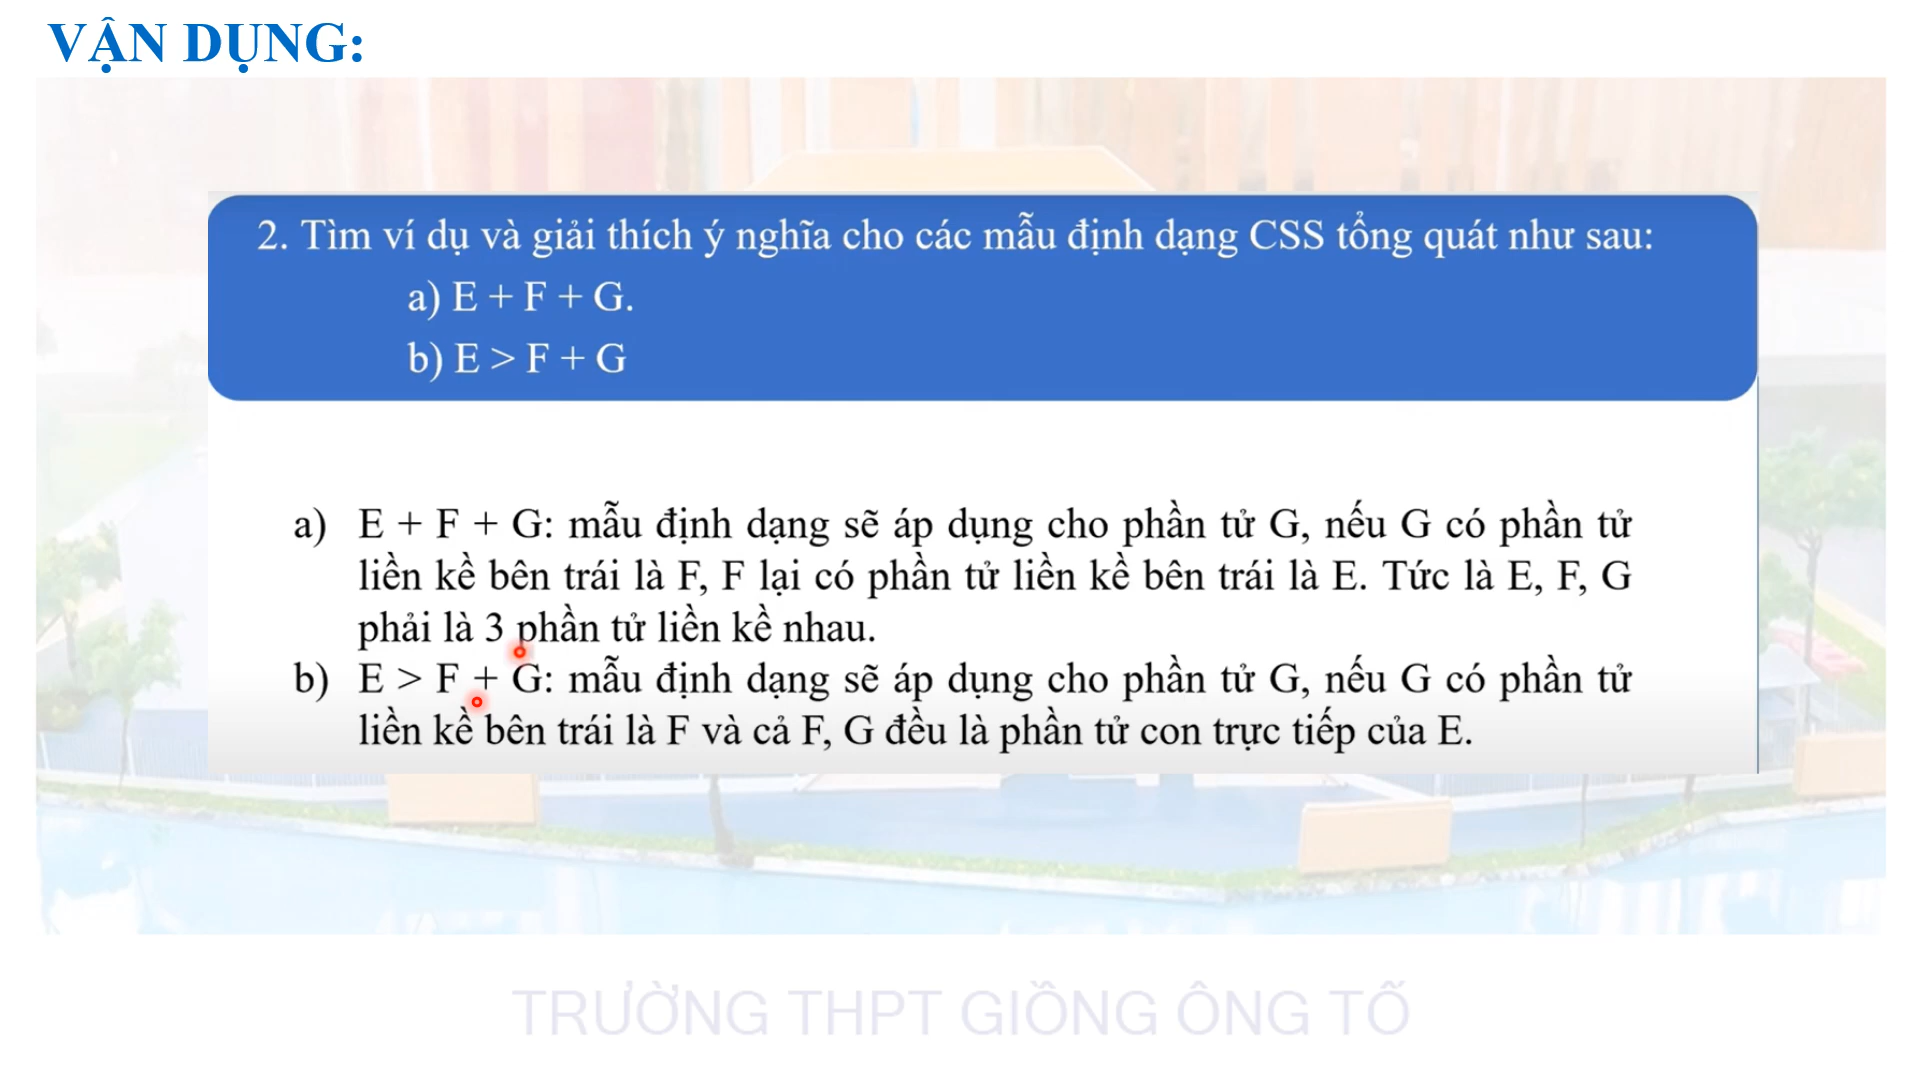 VẬN DỤNG:
2. Tìm ví dụ và giải thích ý nghĩa cho các mẫu định dạng CSS tổng quát như sau:
a) E + F + G.
b) E > F + G
a) E + F + G: mẫu định dạng sẽ áp dụng cho phần tử G, nếu G có phần tử
liền kề bên trái là F, F lại có phần tử liền kề bên trái là E. Tức là E, F, G
phải là 3 phần tử liền kề nhau.
b) E > F + G: mẫu định dạng sẽ áp dụng cho phần tử G, nếu G có phần tử
liền kề bên trái là F và cả F, G đều là phần tử con trực tiếp của E.
TRƯỜNG THPT GIỒNG ÔNG TỐ